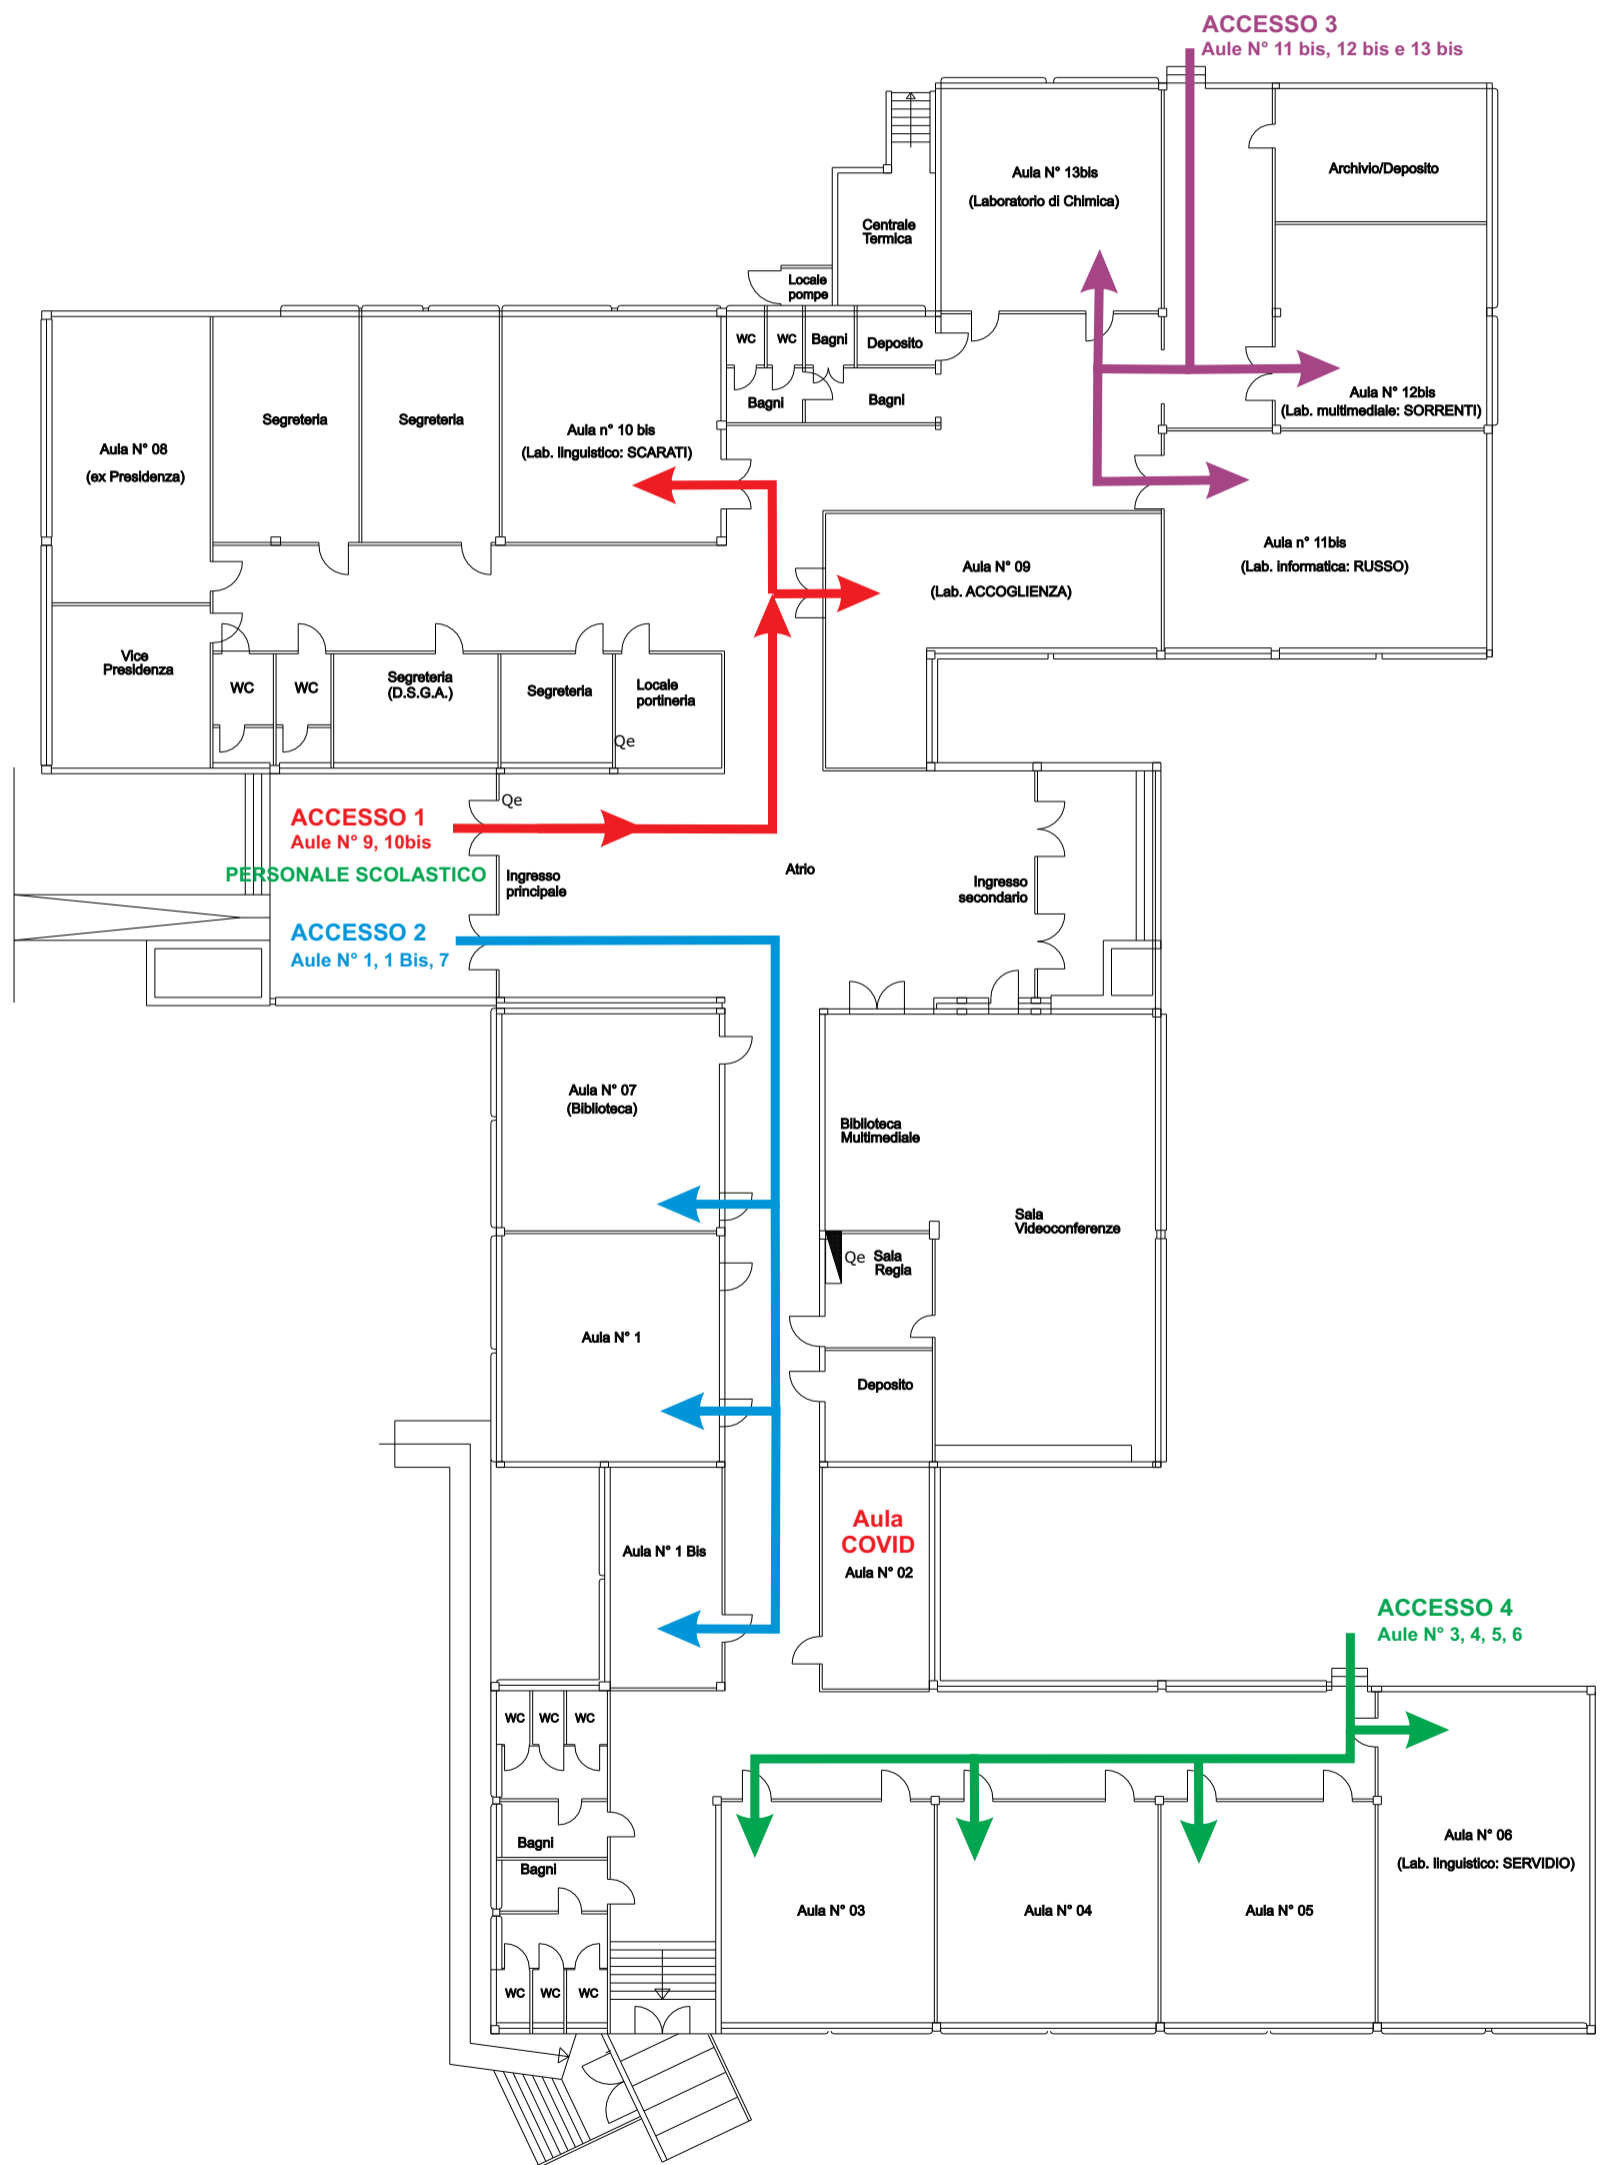 ACCESSO 3
Aule N° 11 bis, 12 bis e 13 bis
Aula N° 13bis
(Laboratorio di Chimica)
Archivio/Deposito
Centrale
Termica
Locale
pompe
WC
WC
Bagni
Deposito
Bagni
Bagni
Aula N° 12bis
(Lab. multimediale: SORRENTI)
Segreteria
Segreteria
Aula n° 10 bis
(Lab. linguistico: SCARATI)
Aula N° 08
(ex Presidenza)
Aula n° 11bis
(Lab. informatica: RUSSO)
Aula N° 09
(Lab. ACCOGLIENZA)
Vice
Presidenza
WC
WC
Segreteria
(D.S.G.A.)
Segreteria
Locale
portineria
Qe
Qe
ACCESSO 1
Aule N° 9, 10bis
PERSONALE SCOLASTICO
Ingresso
principale
Atrio
Ingresso
secondario
ACCESSO 2
Aule N° 1, 1 Bis, 7
Aula N° 07
(Biblioteca)
Biblioteca
Multimediale
Sala
Videoconferenze
Qe
Sala
Regia
Aula N° 1
Deposito
Aula
COVID
Aula N° 02
Aula N° 1 Bis
ACCESSO 4
Aule N° 3, 4, 5, 6
WC
WC
WC
Bagni
Bagni
Aula N° 06
(Lab. linguistico: SERVIDIO)
Aula N° 03
Aula N° 04
Aula N° 05
WC
WC
WC